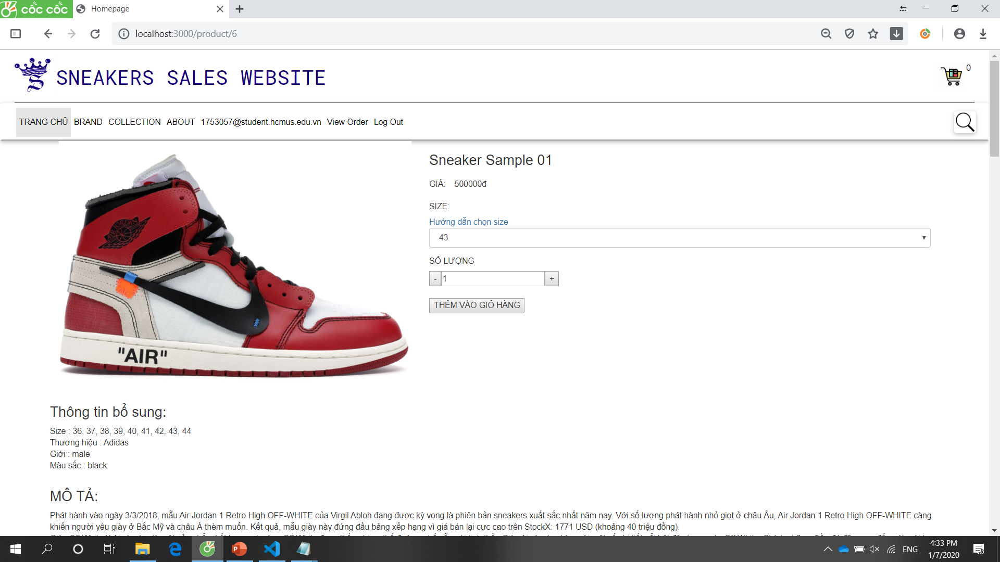 cốc cốc
Homepage
localhost:3000/product/6
SNEAKERS SALES WEBSITE
0
TRANG CHỦ BRAND COLLECTION ABOUT 1753057@student.hcmus.edu.vn View Order Log Out
Sneaker Sample 01
GIÁ: 500000đ
SIZE:
Hướng dẫn chọn size
43
SỐ LƯỢNG
- 1 +
THÊM VÀO GIỎ HÀNG
AIR JORDAN
"AIR"
Thông tin bổ sung:
Size : 36, 37, 38, 39, 40, 41, 42, 43, 44
Thương hiệu : Adidas
Giới : male
Màu sắc : black
MÔ TẢ:
Phát hành vào ngày 3/3/2018, mẫu Air Jordan 1 Retro High OFF-WHITE của Virgil Abloh đang được kỳ vọng là phiên bản sneakers xuất sắc nhất năm nay. Với số lượng phát hành nhỏ giọt ở châu Âu, Air Jordan 1 Retro High OFF-WHITE càng
khiến người yêu giày ở Bắc Mỹ và châu Á thèm muốn. Kết quả, mẫu giày này đứng đầu bảng xếp hạng vì giá bán lại cực cao trên StockX: 1771 USD (khoảng 40 triệu đồng).
ENG
4:33 PM
1/7/2020